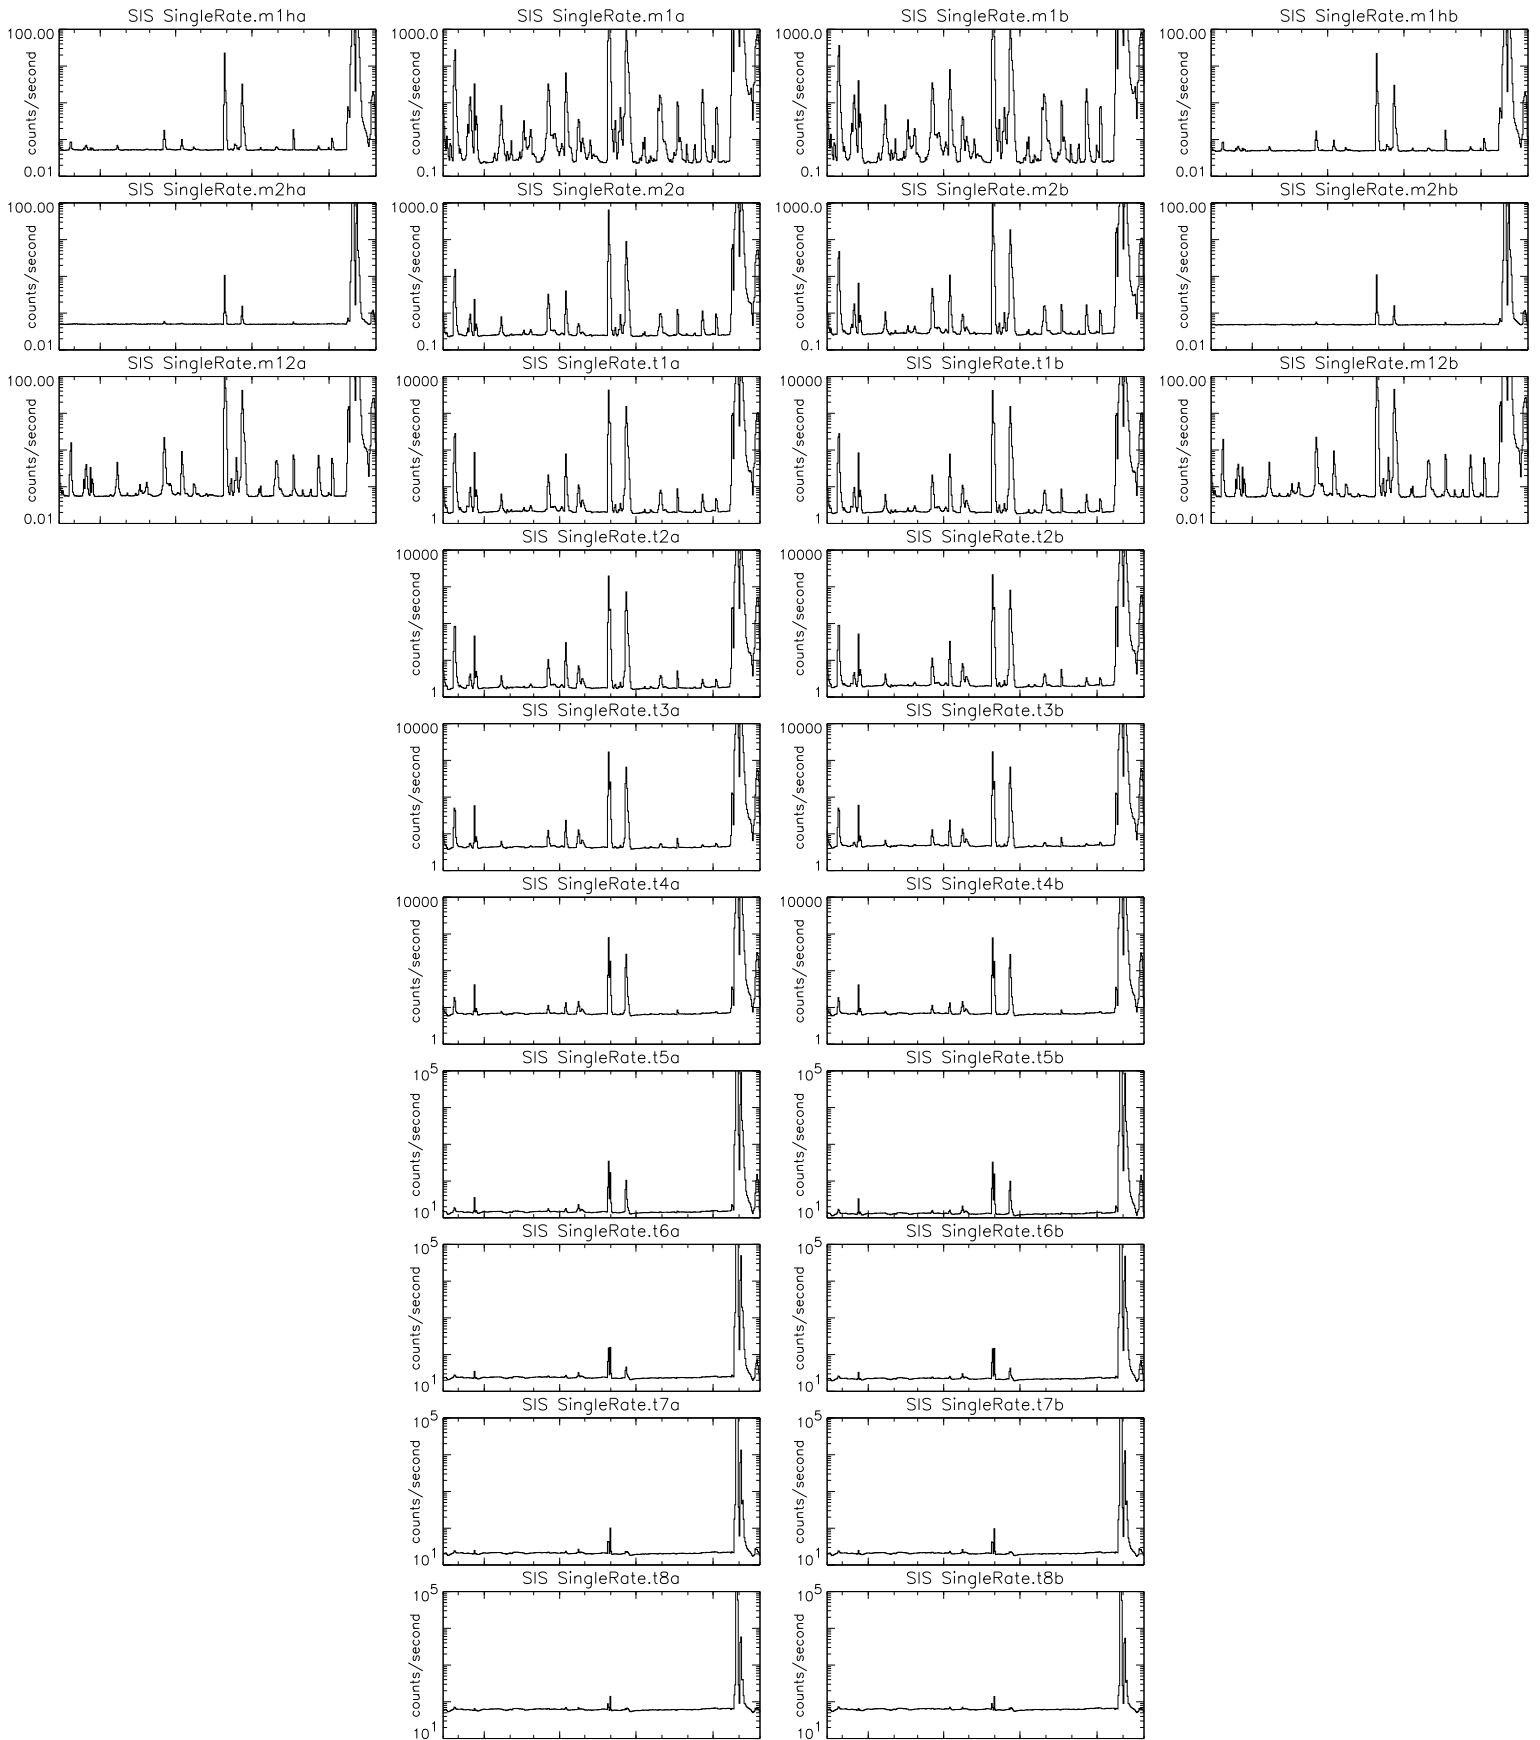 SIS SingleRate.m1ha
100.00
counts/second
0.01
SIS SingleRate.m1a
1000.0
counts/second
0.1
SIS SingleRate.m1b
1000.0
counts/second
0.1
SIS SingleRate.m1hb
100.00
counts/second
0.01
SIS SingleRate.m2ha
100.00
counts/second
0.01
SIS SingleRate.m2a
1000.0
counts/second
0.1
SIS SingleRate.m2b
1000.0
counts/second
0.1
SIS SingleRate.m2hb
100.00
counts/second
0.01
SIS SingleRate.m12a
100.00
counts/second
0.01
SIS SingleRate.t1a
10000
counts/second
1
SIS SingleRate.t1b
10000
counts/second
1
SIS SingleRate.m12b
100.00
counts/second
0.01
SIS SingleRate.t2a
10000
counts/second
1
SIS SingleRate.t2b
10000
counts/second
1
SIS SingleRate.t3a
10000
counts/second
1
SIS SingleRate.t3b
10000
counts/second
1
SIS SingleRate.t4a
10000
counts/second
1
SIS SingleRate.t4b
10000
counts/second
1
SIS SingleRate.t5a
10⁵
counts/second
10¹
SIS SingleRate.t5b
10⁵
counts/second
10¹
SIS SingleRate.t6a
10⁵
counts/second
10¹
SIS SingleRate.t6b
10⁵
counts/second
10¹
SIS SingleRate.t7a
10⁵
counts/second
10¹
SIS SingleRate.t7b
10⁵
counts/second
10¹
SIS SingleRate.t8a
10⁵
counts/second
10¹
SIS SingleRate.t8b
10⁵
counts/second
10¹